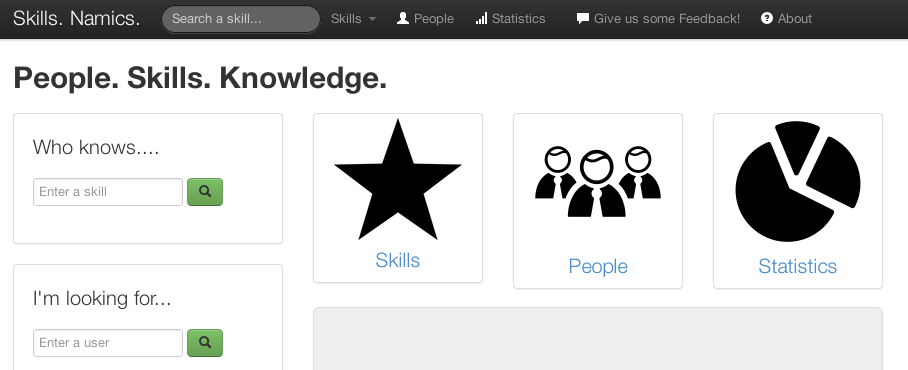 Skills. Namics. Search a skill... Skills People Statistics Give us some Feedback! About
People. Skills. Knowledge.
Who knows....
Enter a skill
I'm looking for...
Enter a user
Skills
People
Statistics